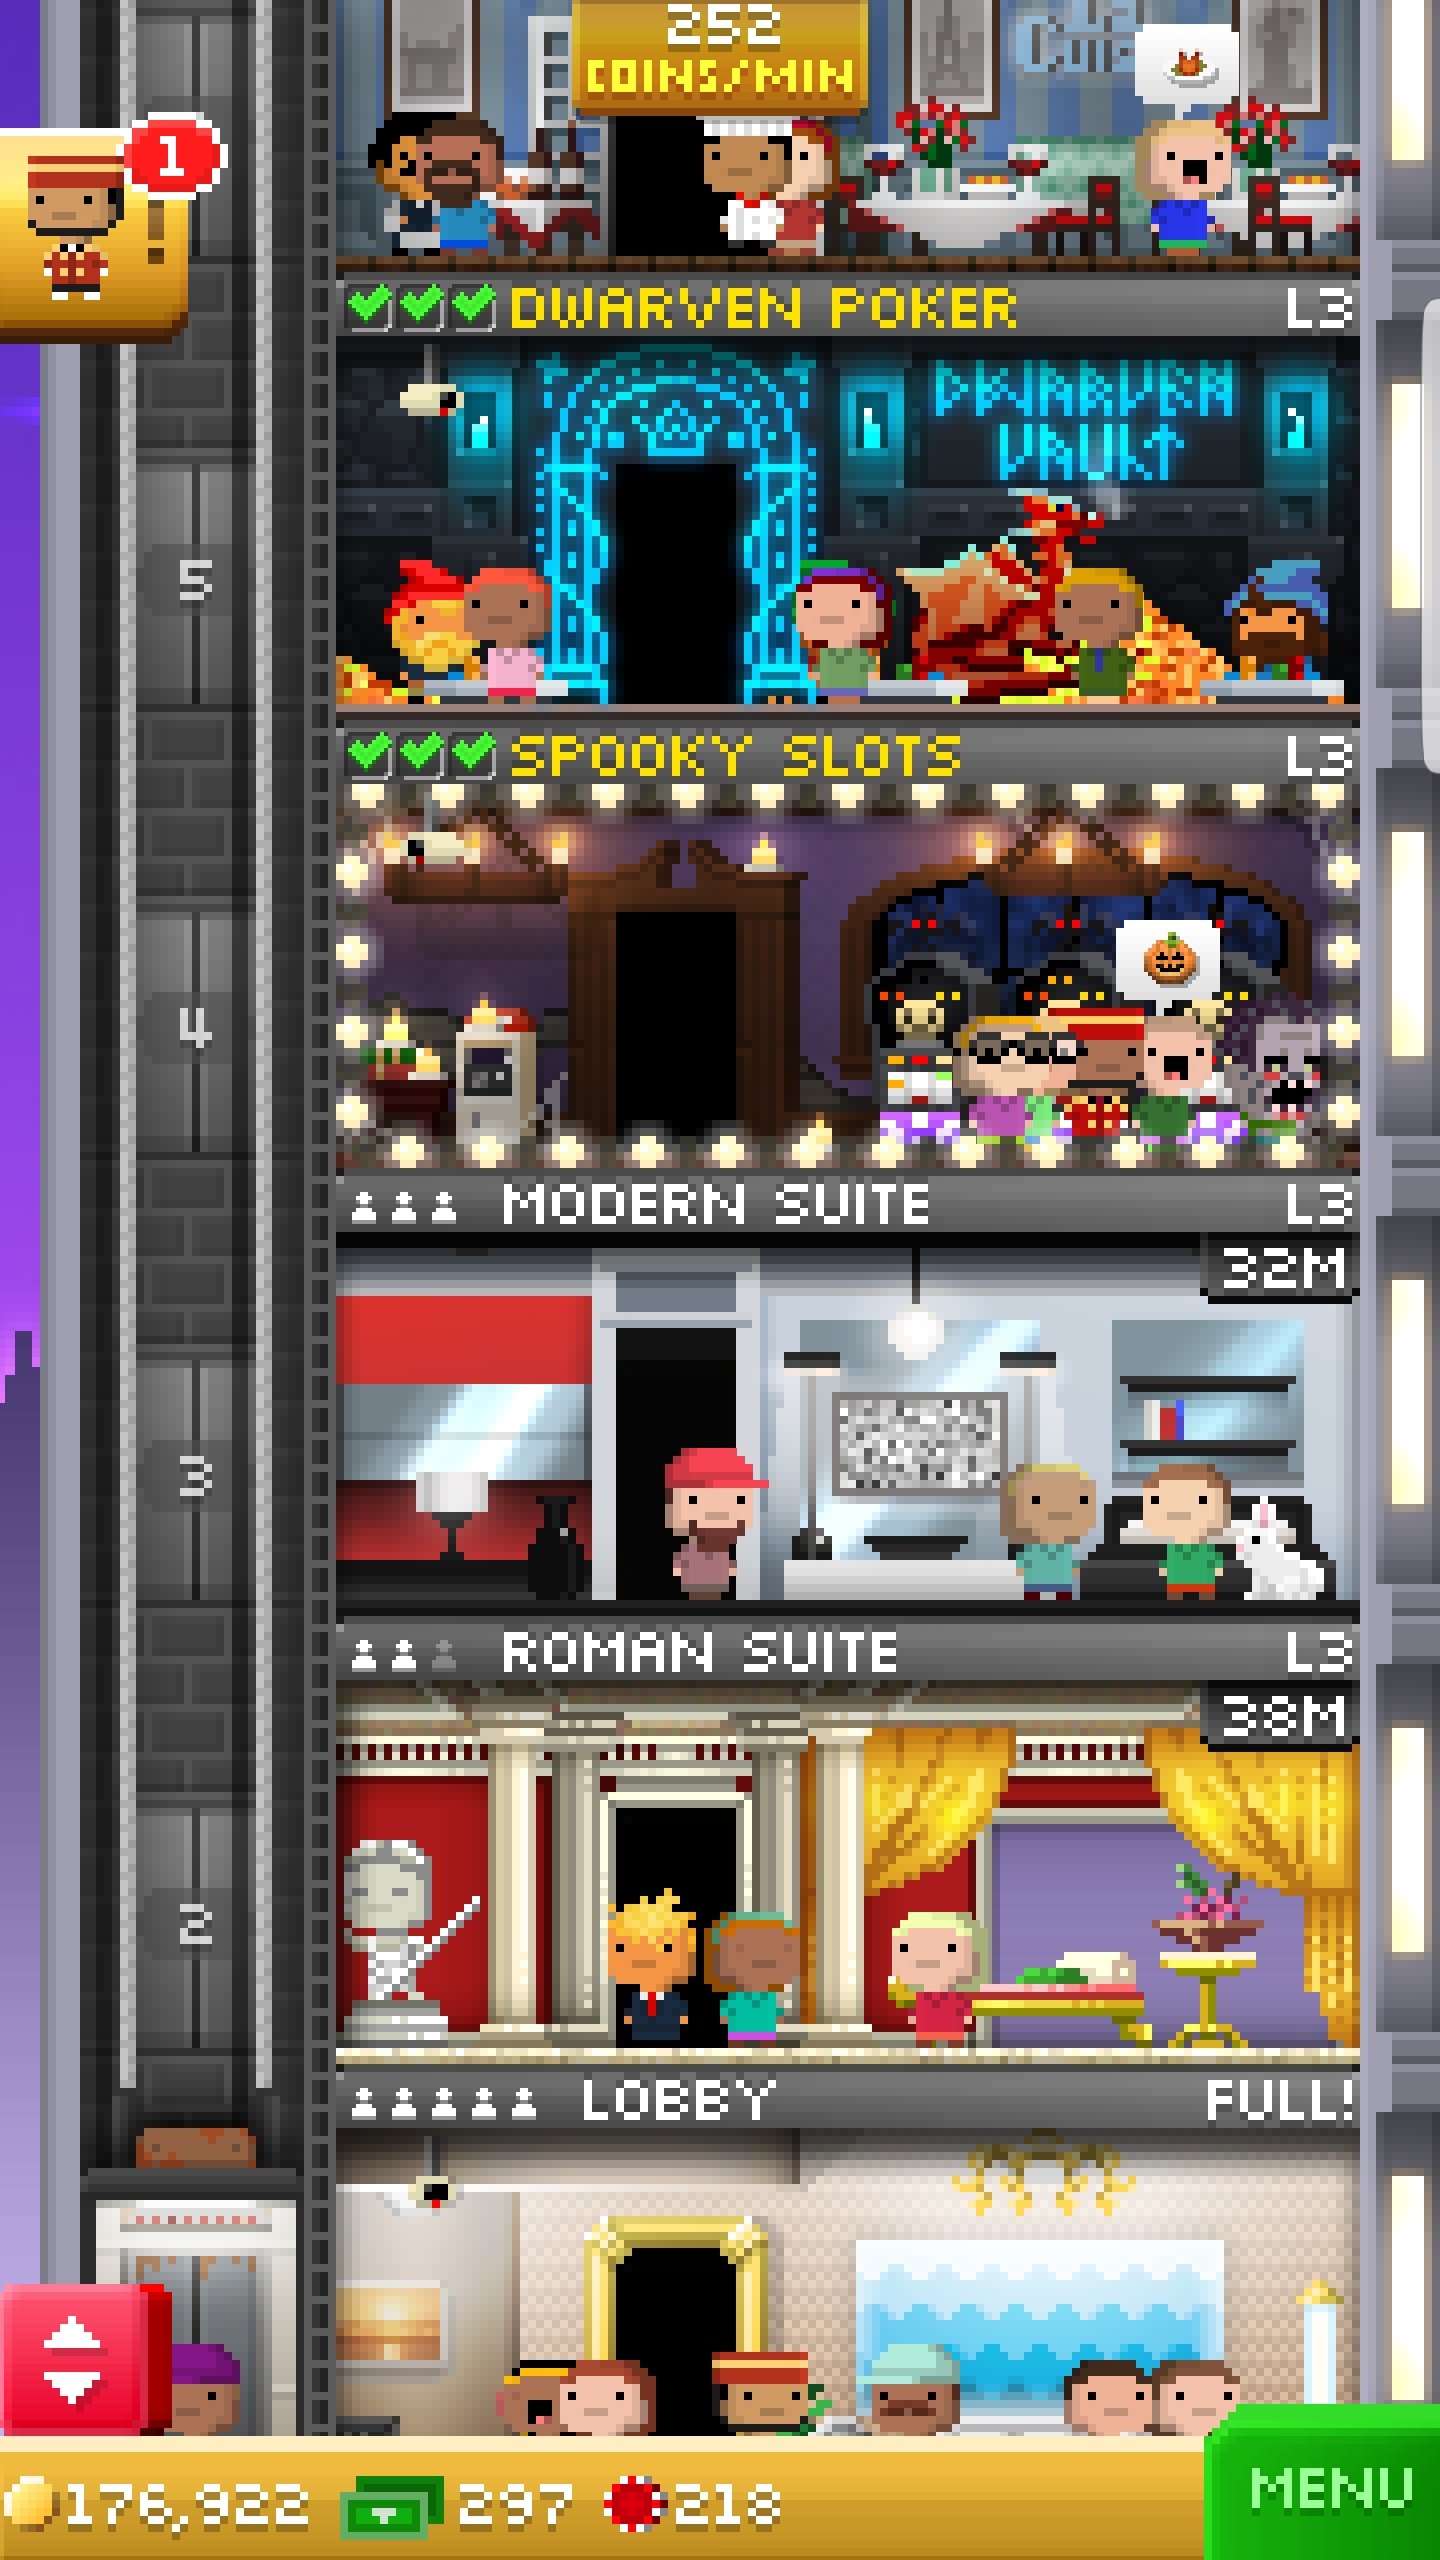 252
COINS/MIN
1
DWARVEN POKER L3
DWARVEN
VAULT
5
SPOOKY SLOTS L3
4
MODERN SUITE L3
32M
3
ROMAN SUITE L3
38M
2
LOBBY FULL!
176,922 297 218
MENU